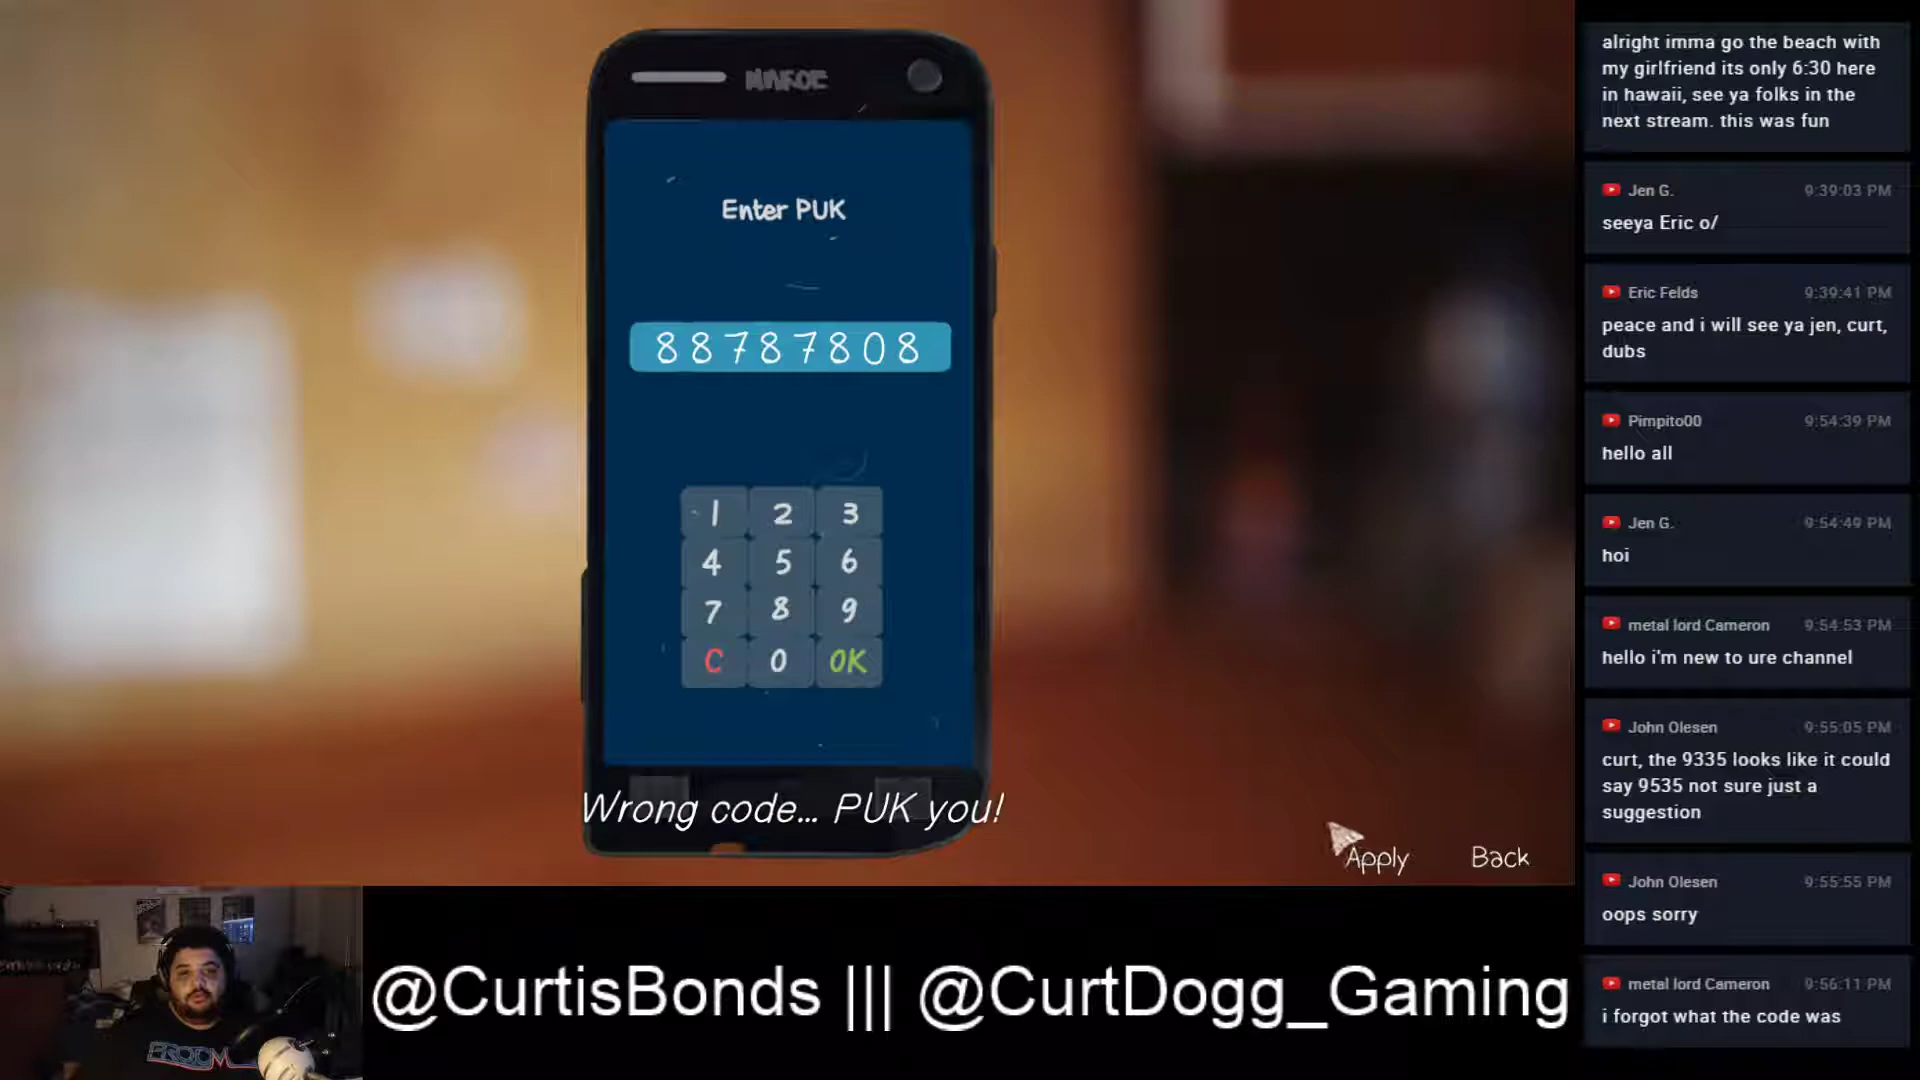 Enter PUK
88787808
1 2 3
4 5 6
7 8 9
C 0 OK
Wrong code... PUK you!
Apply Back
@CurtisBonds ||| @CurtDogg_Gaming
alright imma go the beach with
my girlfriend its only 6:30 here
in hawaii, see ya folks in the
next stream. this was fun
Jen G. 9:39:03 PM
seeya Eric o/
Eric Felds 9:39:41 PM
peace and i will see ya jen, curt,
dubs
Pimpito00 9:54:39 PM
hello all
Jen G. 9:54:49 PM
hoi
metal lord Cameron 9:54:53 PM
hello i'm new to ure channel
John Olesen 9:55:05 PM
curt, the 9335 looks like it could
say 9535 not sure just a
suggestion
John Olesen 9:55:55 PM
oops sorry
metal lord Cameron 9:56:11 PM
i forgot what the code was